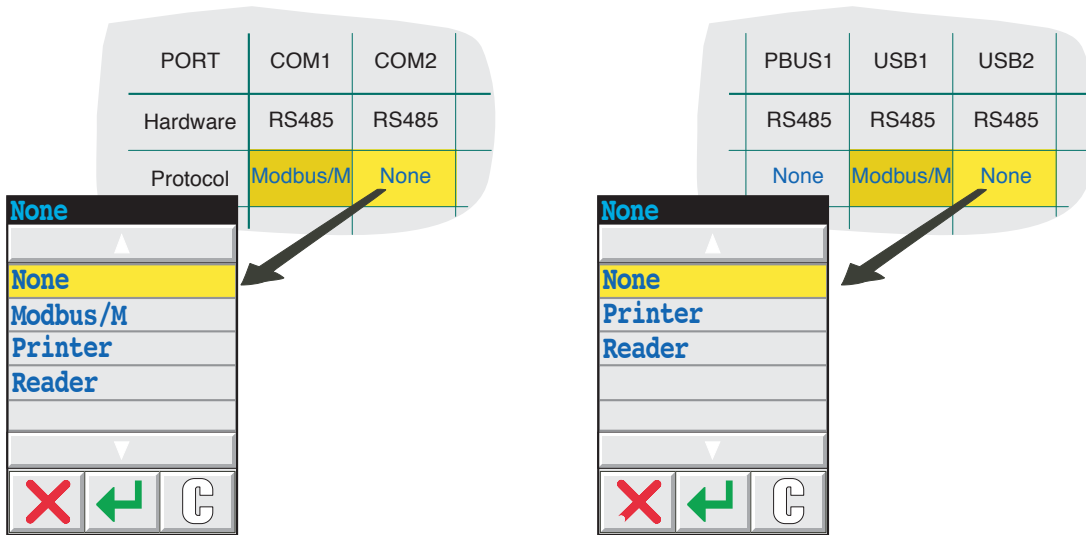 PORT COM1 COM2
Hardware RS485 RS485
Protocol Modbus/M None
None
None
Modbus/M
Printer
Reader
C
PBUS1 USB1 USB2
RS485 RS485 RS485
None Modbus/M None
None
None
Printer
Reader
C